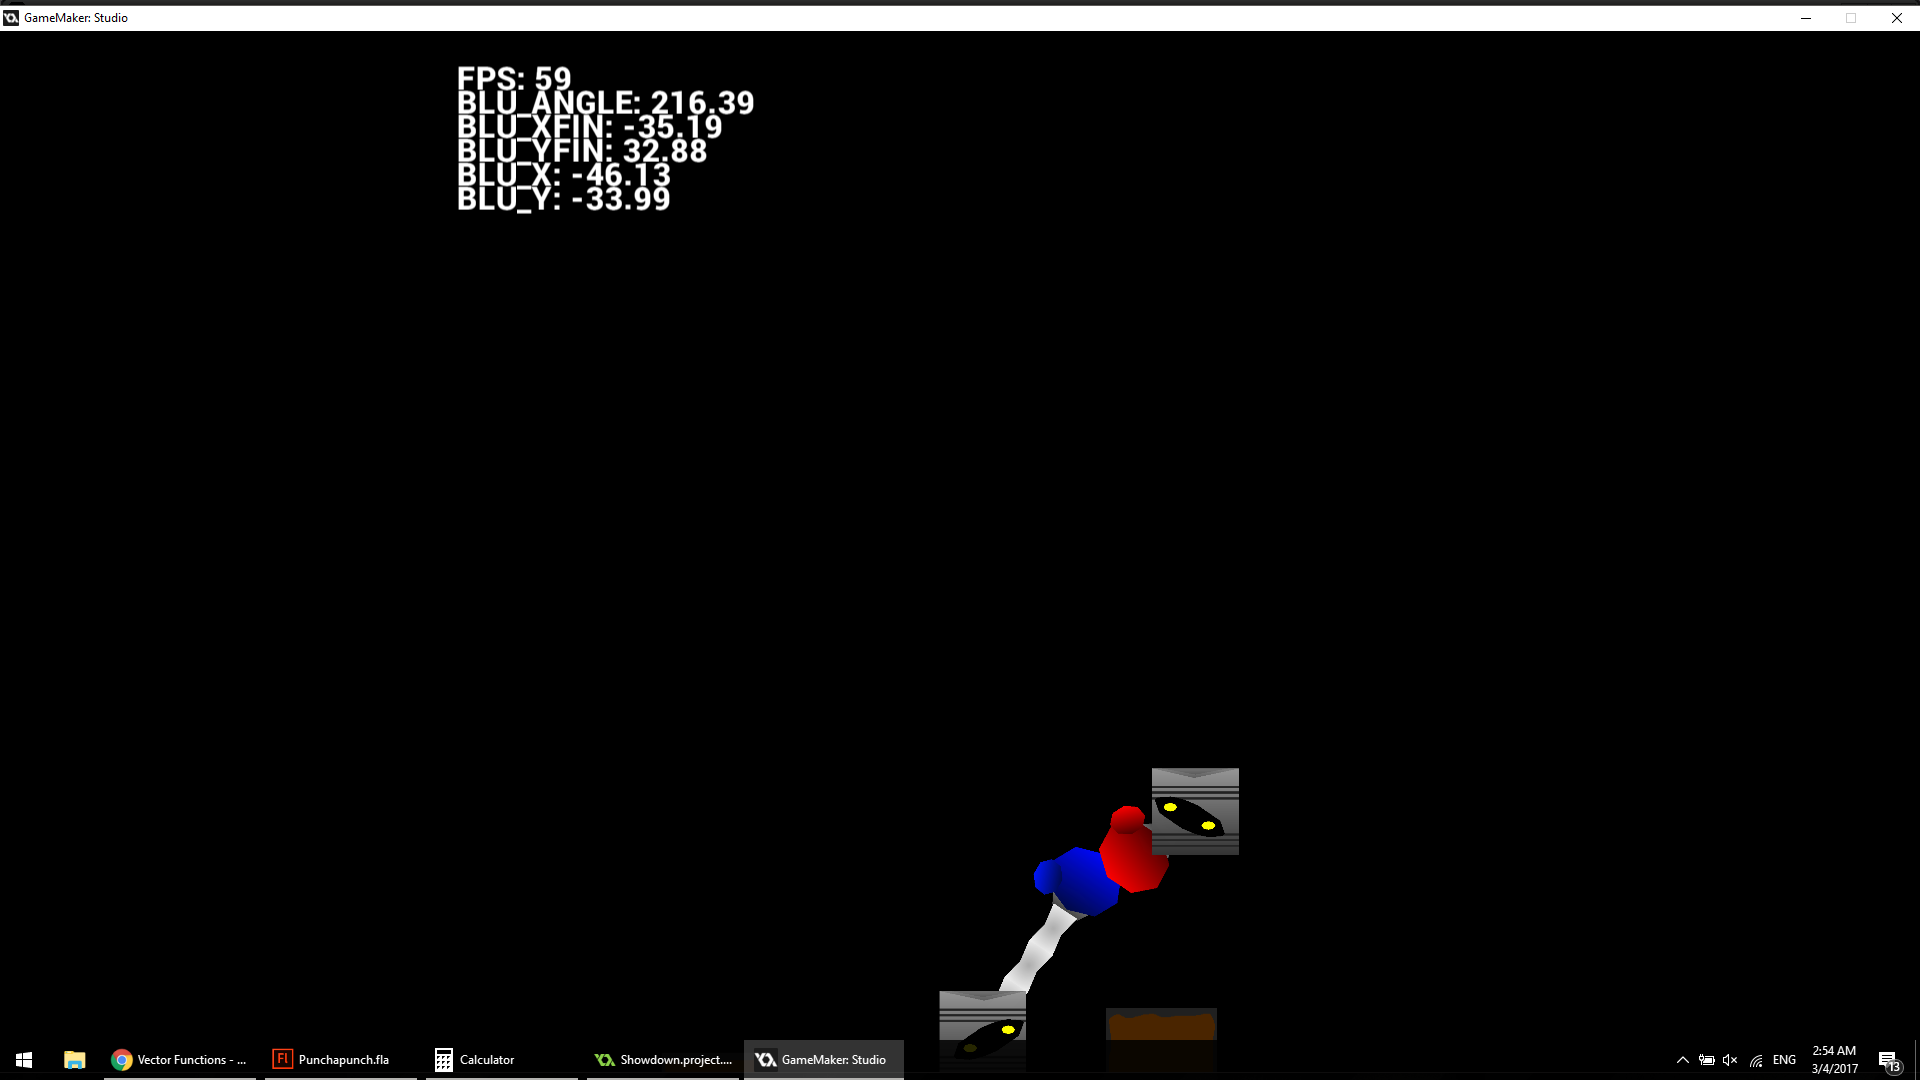 GameMaker: Studio
FPS: 59
BLU_ANGLE: 216.39
BLU_XFIN: -35.19
BLU_YFIN: 32.88
BLU_X: -46.13
BLU_Y: -33.99
Vector Functions - ...
Fl
Punchapunch.fla
Calculator
Showdown.project....
GameMaker: Studio
ENG
2:54 AM
3/4/2017
13